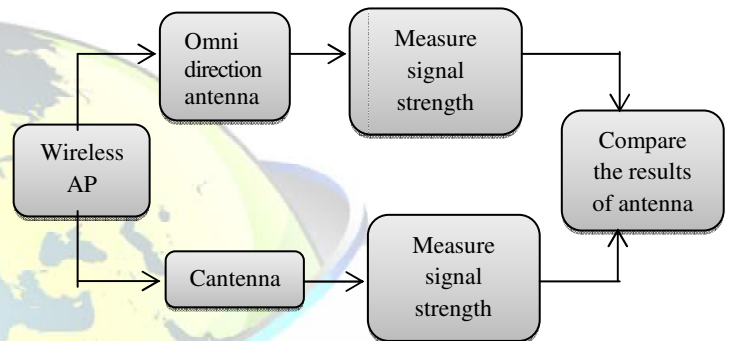 Omni
direction
antenna
Measure
signal
strength
Wireless
AP
Compare
the results
of antenna
Cantenna
Measure
signal
strength